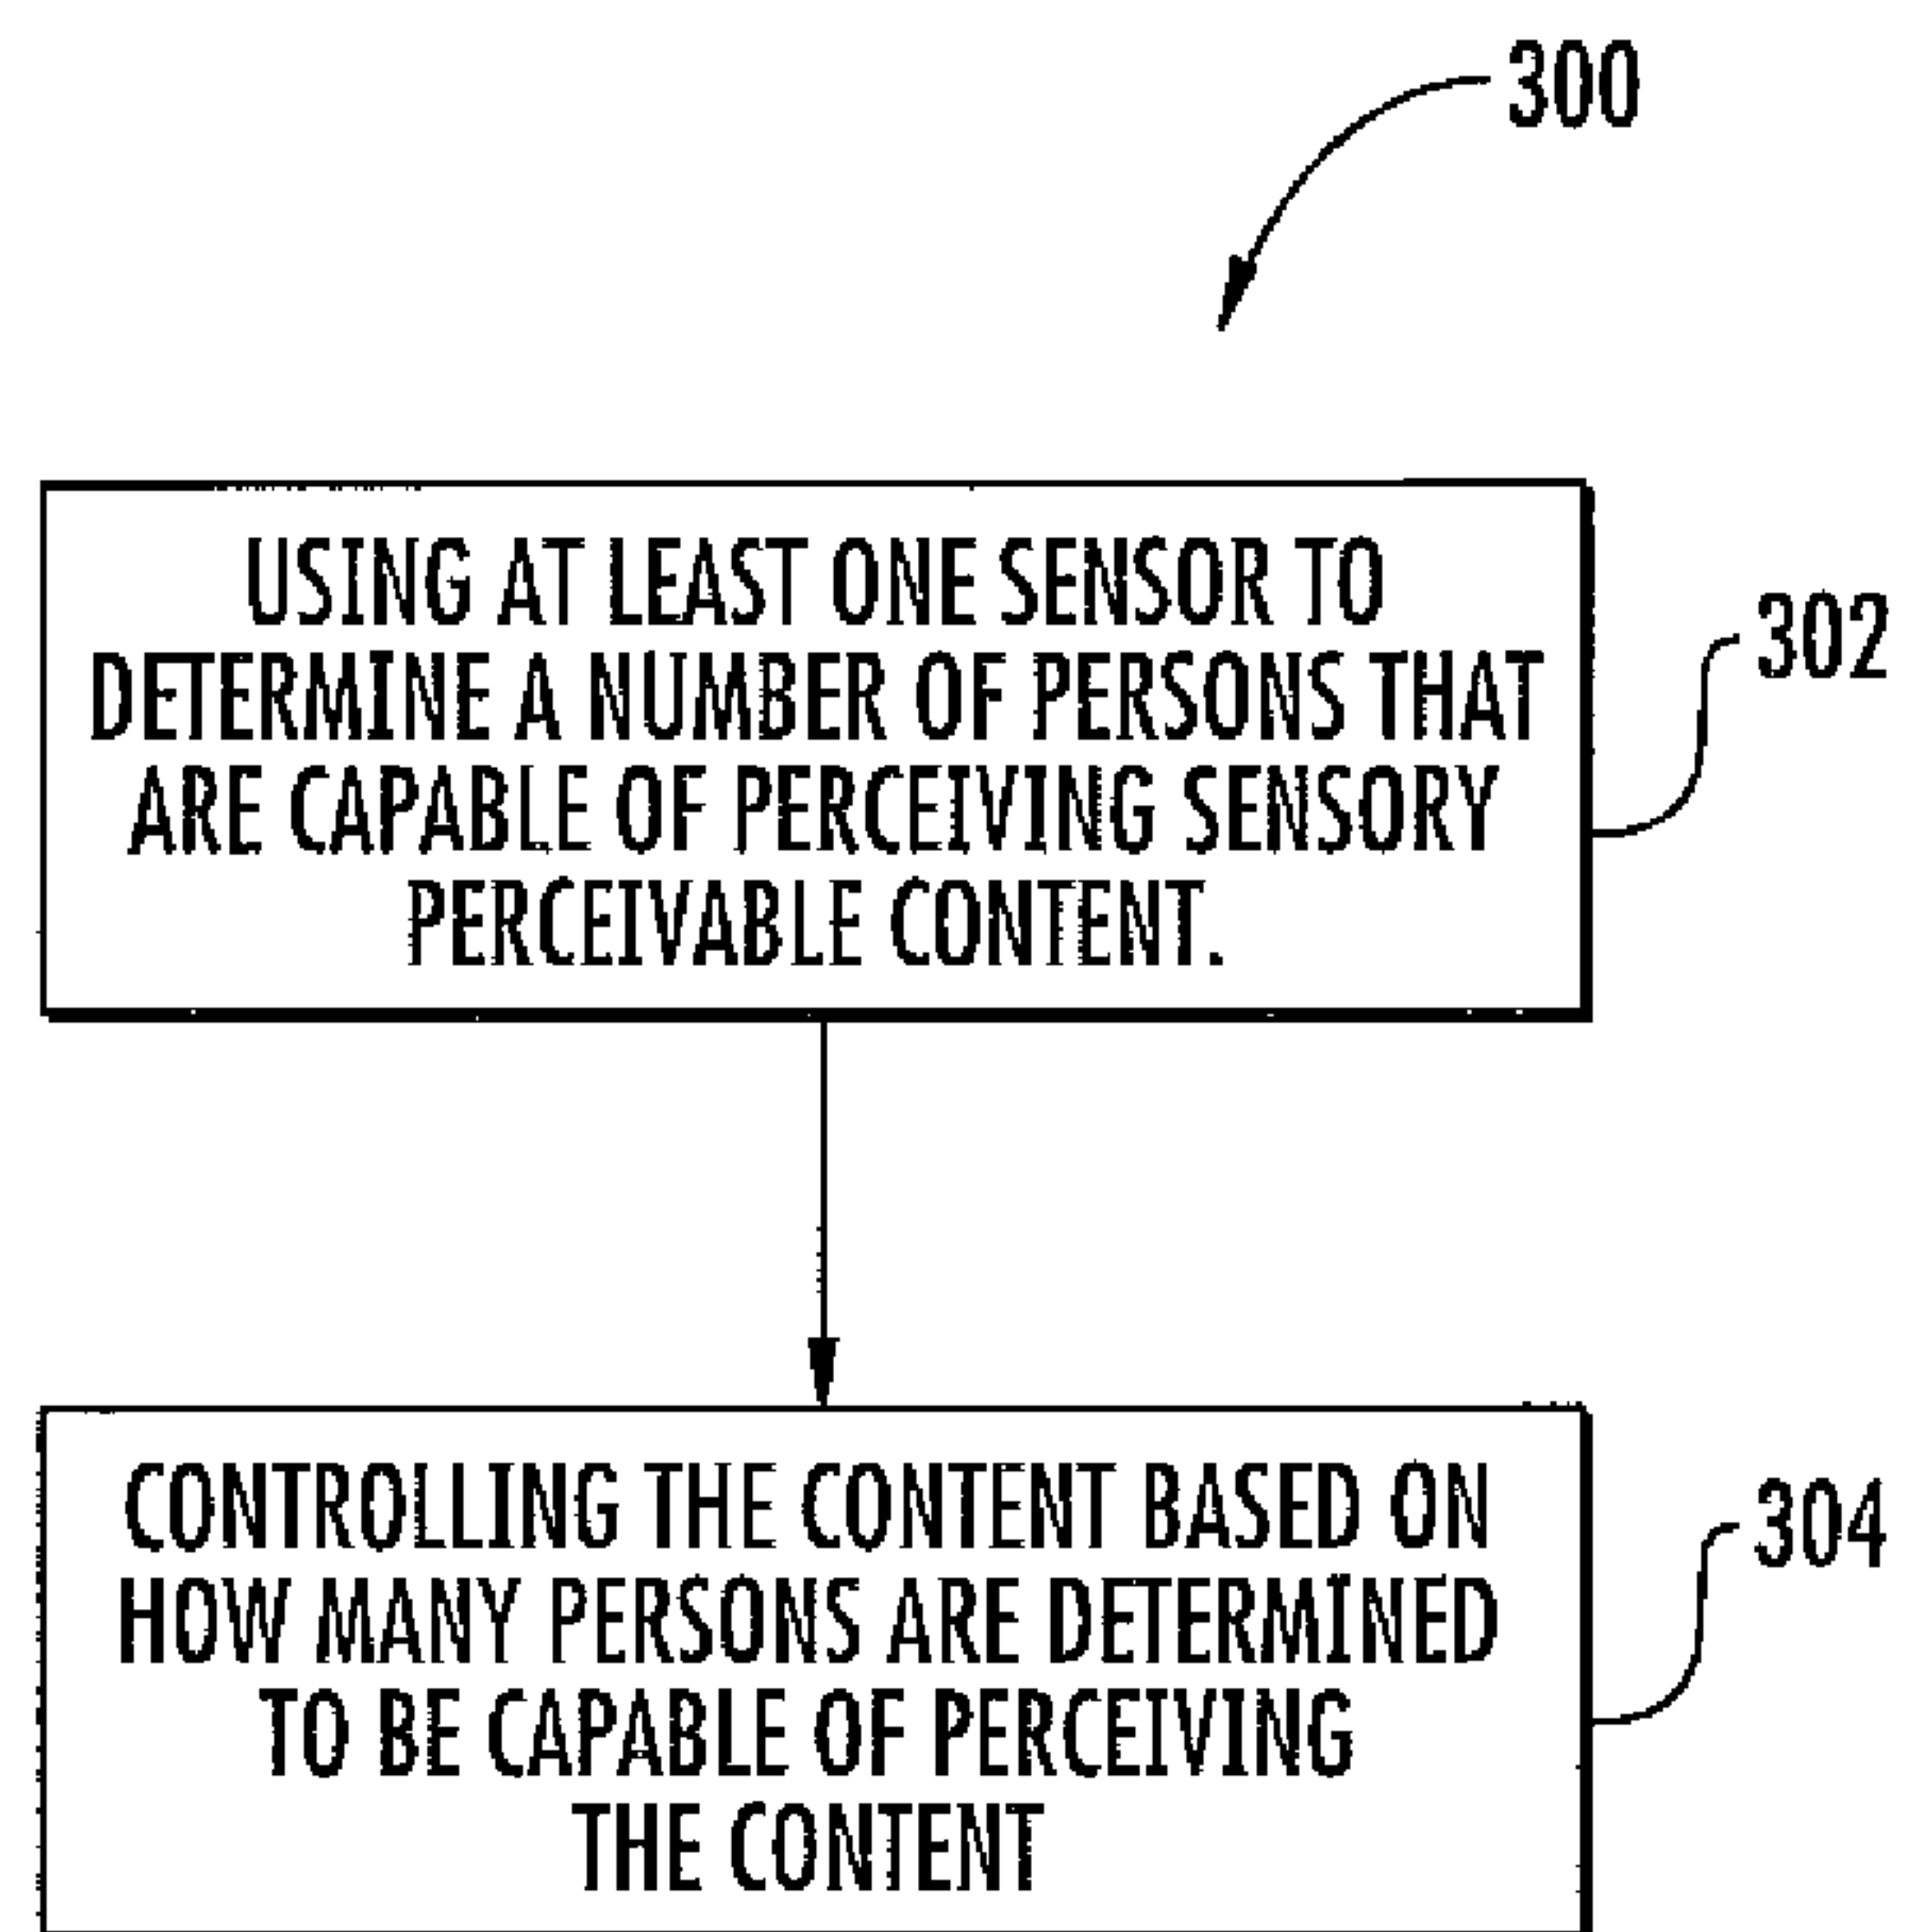 300
USING AT LEAST ONE SENSOR TO
DETERMINE A NUMBER OF PERSONS THAT
ARE CAPABLE OF PERCEIVING SENSORY
PERCEIVABLE CONTENT.
302
CONTROLLING THE CONTENT BASED ON
HOW MANY PERSONS ARE DETERMINED
TO BE CAPABLE OF PERCEIVING
THE CONTENT
304